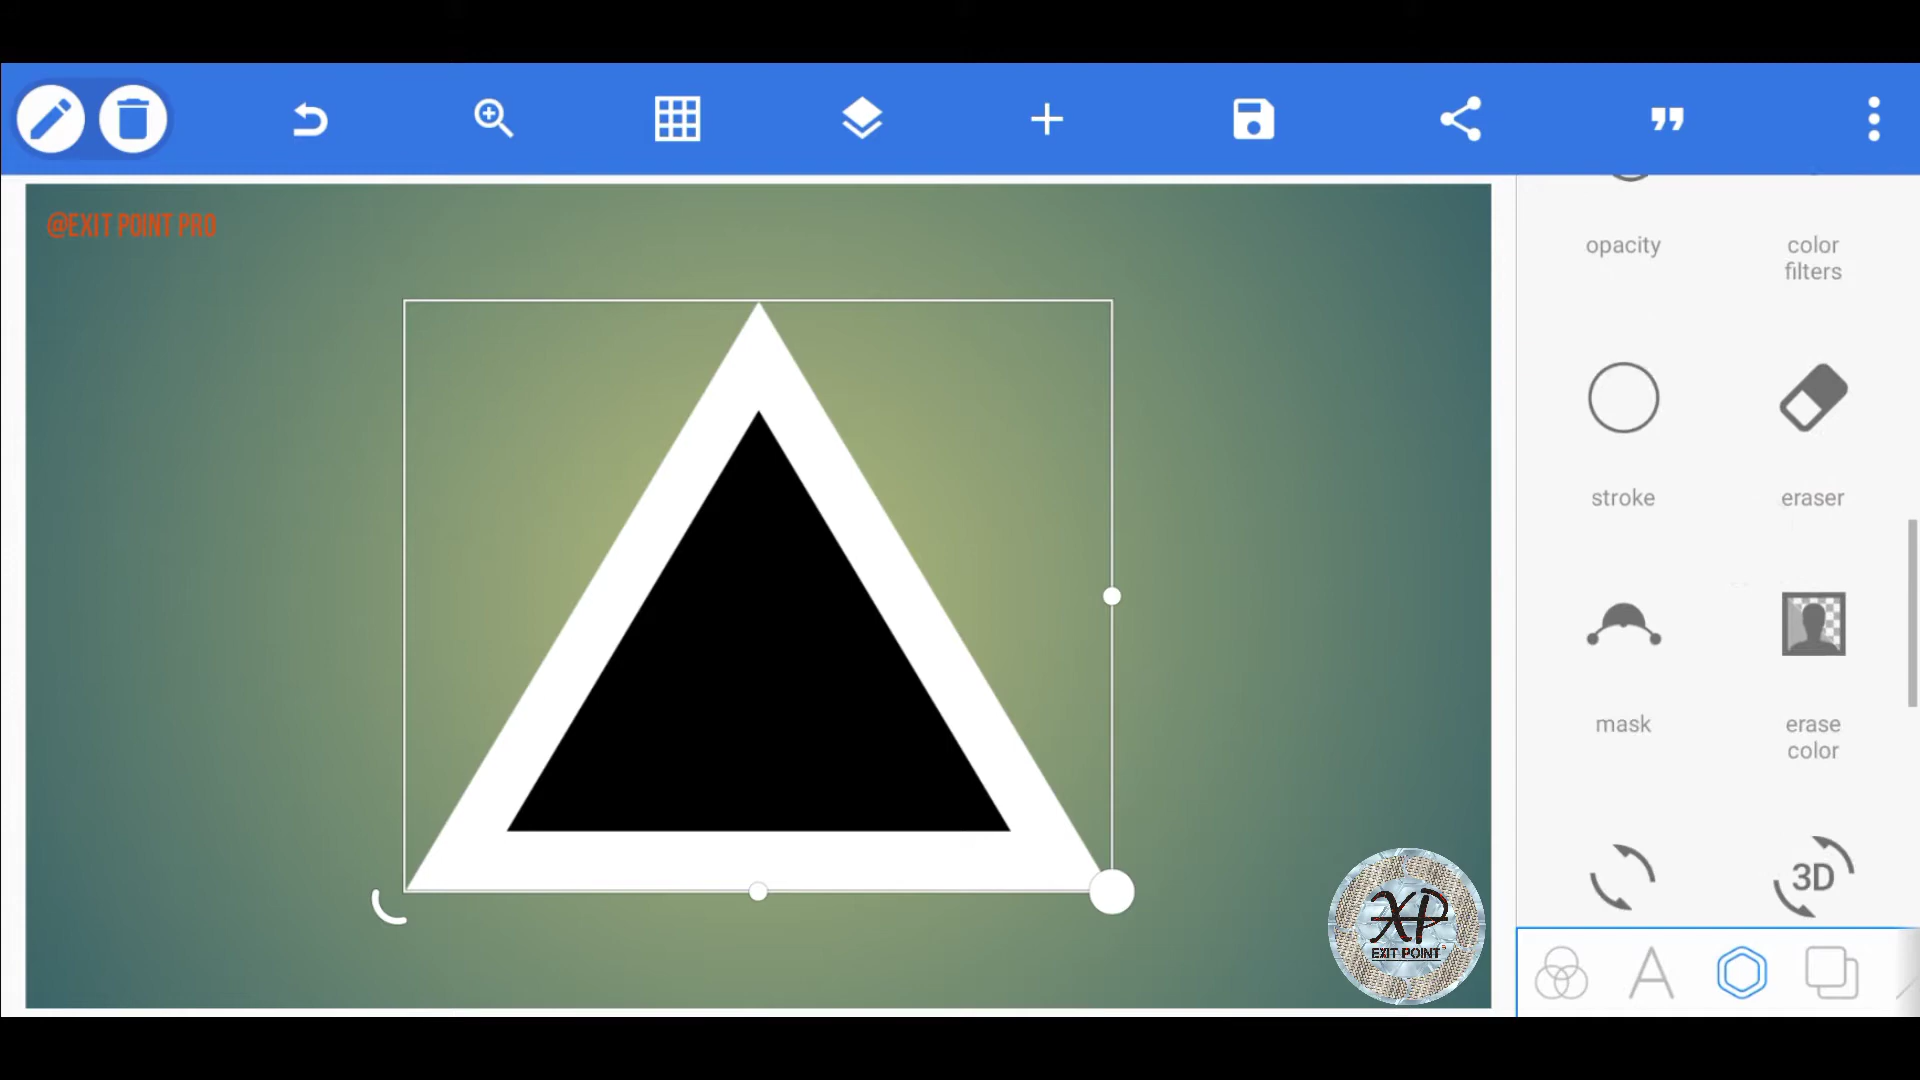 @EXIT POINT PRO
opacity
color
filters
stroke
eraser
mask
erase
color
3D
XP
EXIT POINT